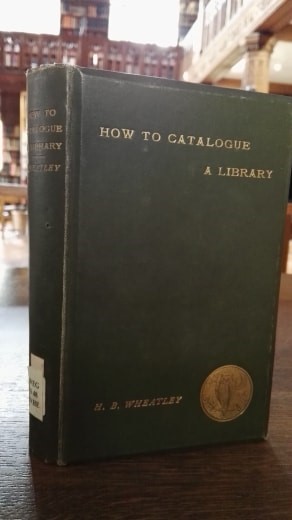 HOW TO CATALOGUE
A LIBRARY
H. B. WHEATLEY
HOW TO
CATALOGUE
LIBRARY
WHEATLEY